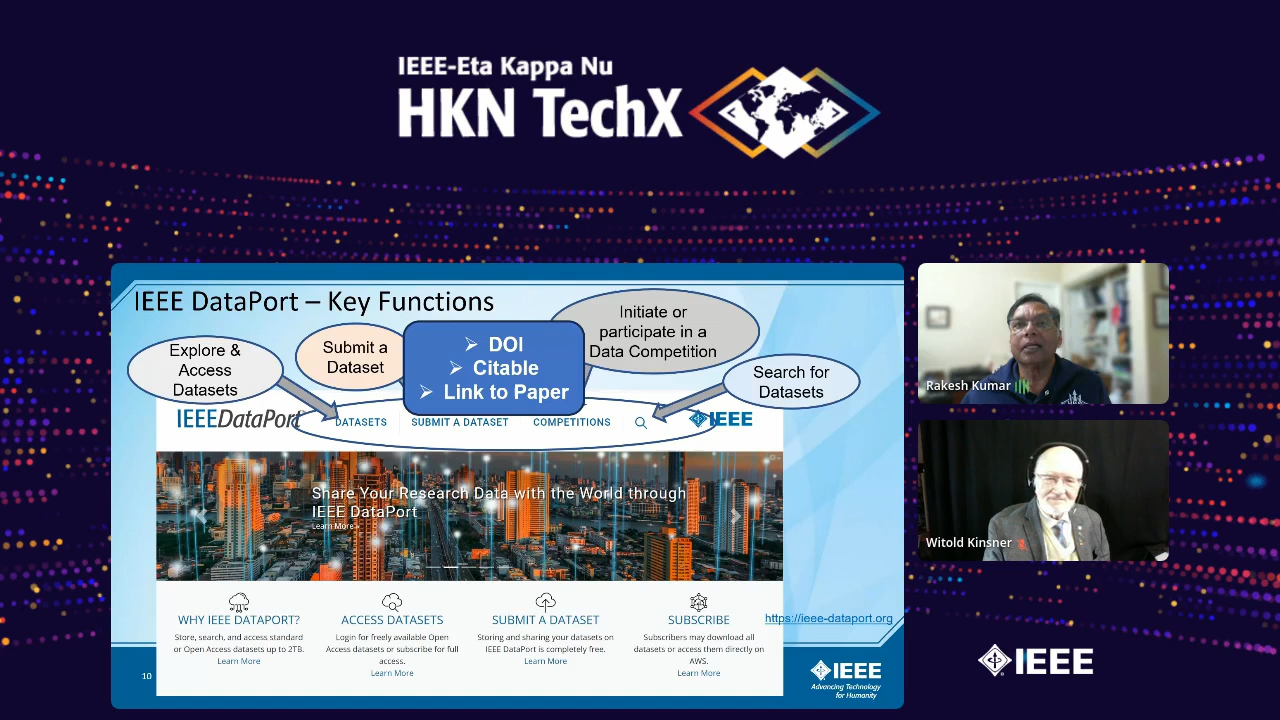 IEEE-Eta Kappa Nu
HKN TechX
IEEE DataPort – Key Functions
Explore &
Access
Datasets
Submit a
Dataset
➢ DOI
➢ Citable
➢ Link to Paper
Initiate or
participate in a
Data Competition
Search for
Datasets
IEEEDataPort
DATASETS
SUBMIT A DATASET
COMPETITIONS
IEEE
Share Your Research Data with the World through
IEEE DataPort
Learn More
WHY IEEE DATAPORT?
Store, search, and access standard
or Open Access datasets up to 2TB.
Learn More
ACCESS DATASETS
Login for freely available Open
Access datasets or subscribe for full
access.
Learn More
SUBMIT A DATASET
Storing and sharing your datasets on
IEEE DataPort is completely free.
Learn More
SUBSCRIBE
Subscribers may download all
datasets or access them directly on
AWS.
Learn More
https://ieee-dataport.org
10
IEEE
Advancing Technology
for Humanity
Rakesh Kumar
Witold Kinsner
IEEE